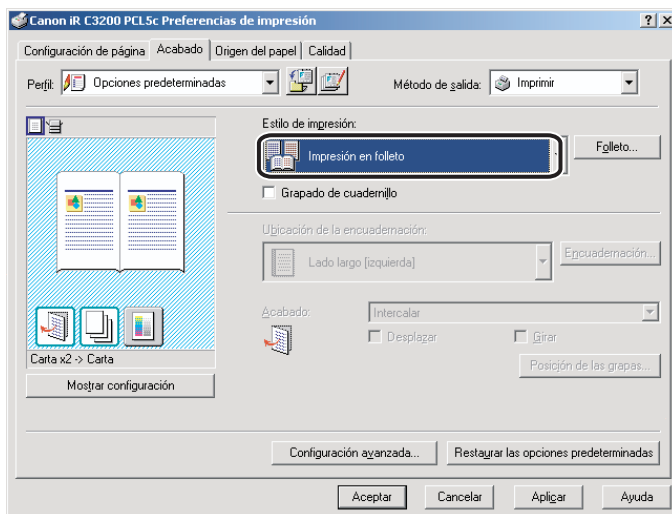 Canon iR C3200 PCL5c Preferencias de impresión
Configuración de página Acabado Origen del papel Calidad
Perfil: Opciones predeterminadas Método de salida: Imprimir
Estilo de impresión:
Impresión en folleto Folleto...
Grapado de cuadernillo
Ubicación de la encuadernación:
Lado largo [izquierda] Encuadernación...
Acabado: Intercalar
Desplazar Girar
Carta x2 -> Carta
Posición de las grapas...
Mostrar configuración
Configuración avanzada... Restaurar las opciones predeterminadas
Aceptar Cancelar Aplicar Ayuda